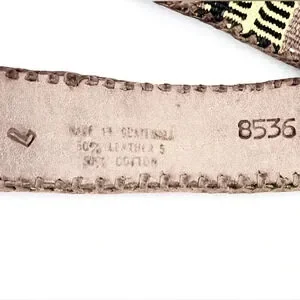 MADE IN GUATEMALA
50% LEATHER
50% COTTON
8536